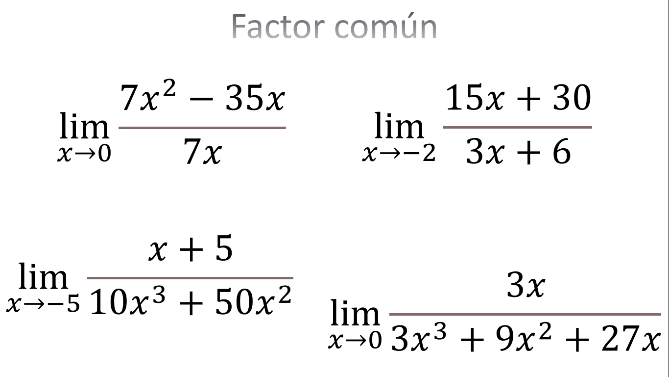 Factor común
lim x→0 (7x² − 35x)/(7x)
lim x→−2 (15x + 30)/(3x + 6)
lim x→−5 (x + 5)/(10x³ + 50x²)
lim x→0 (3x)/(3x³ + 9x² + 27x)